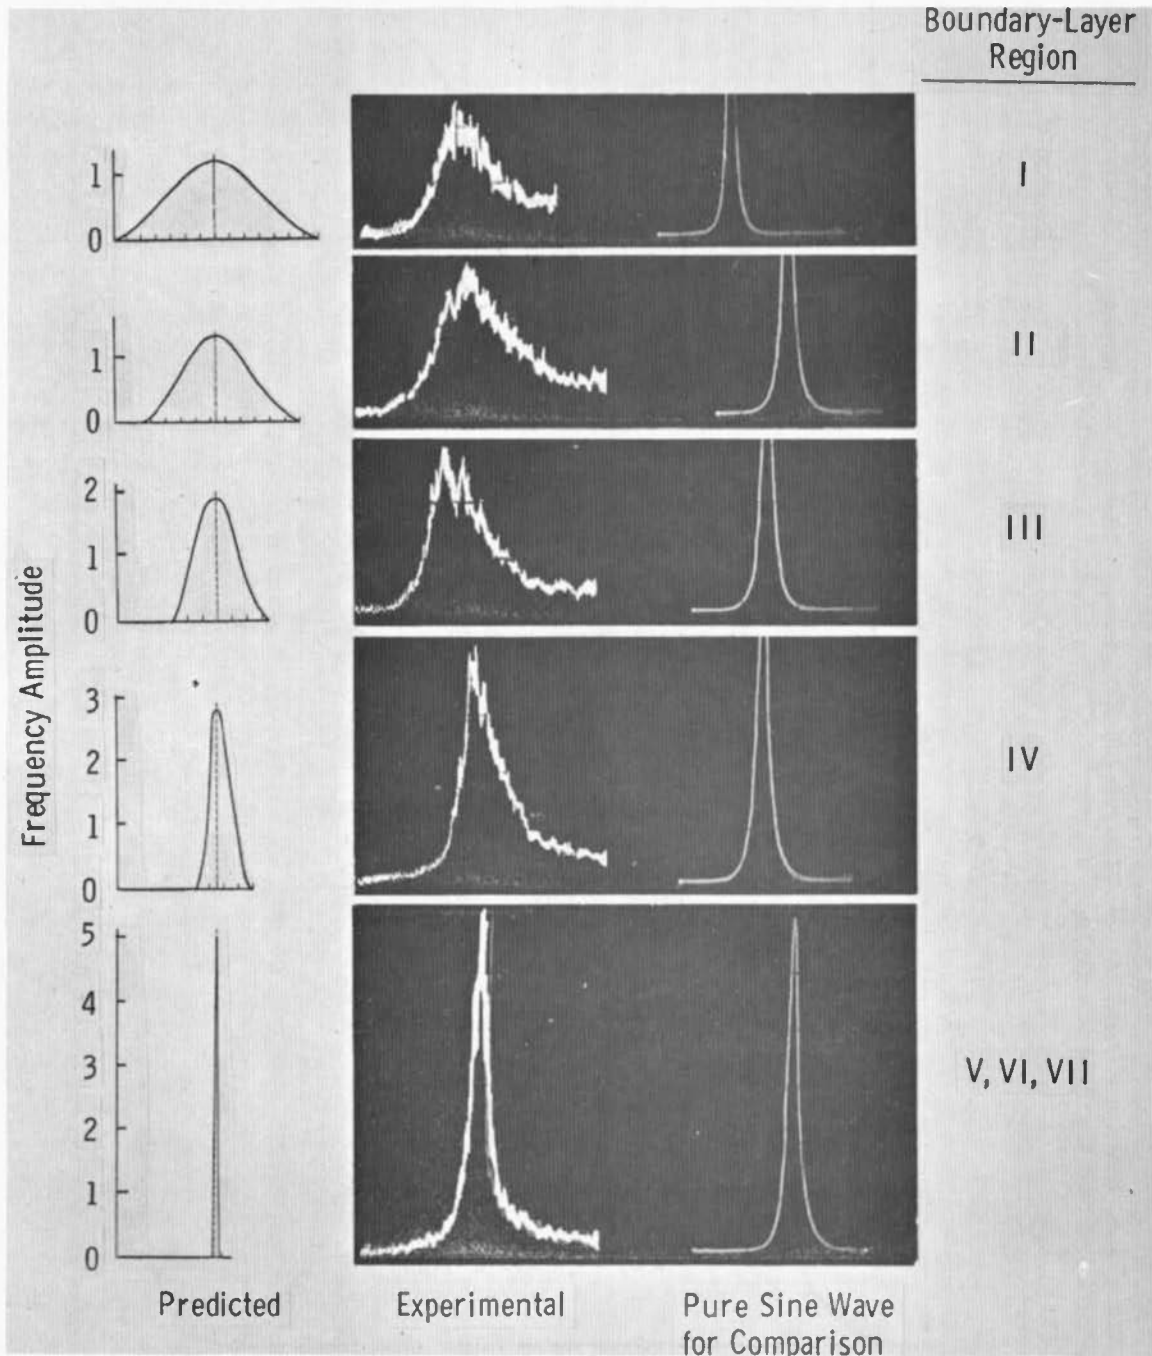 Boundary-Layer
Region
1
0
I
1
0
II
2
1
0
III
Frequency Amplitude
3
2
1
0
IV
5
4
3
2
1
0
V, VI, VII
Predicted
Experimental
Pure Sine Wave
for Comparison